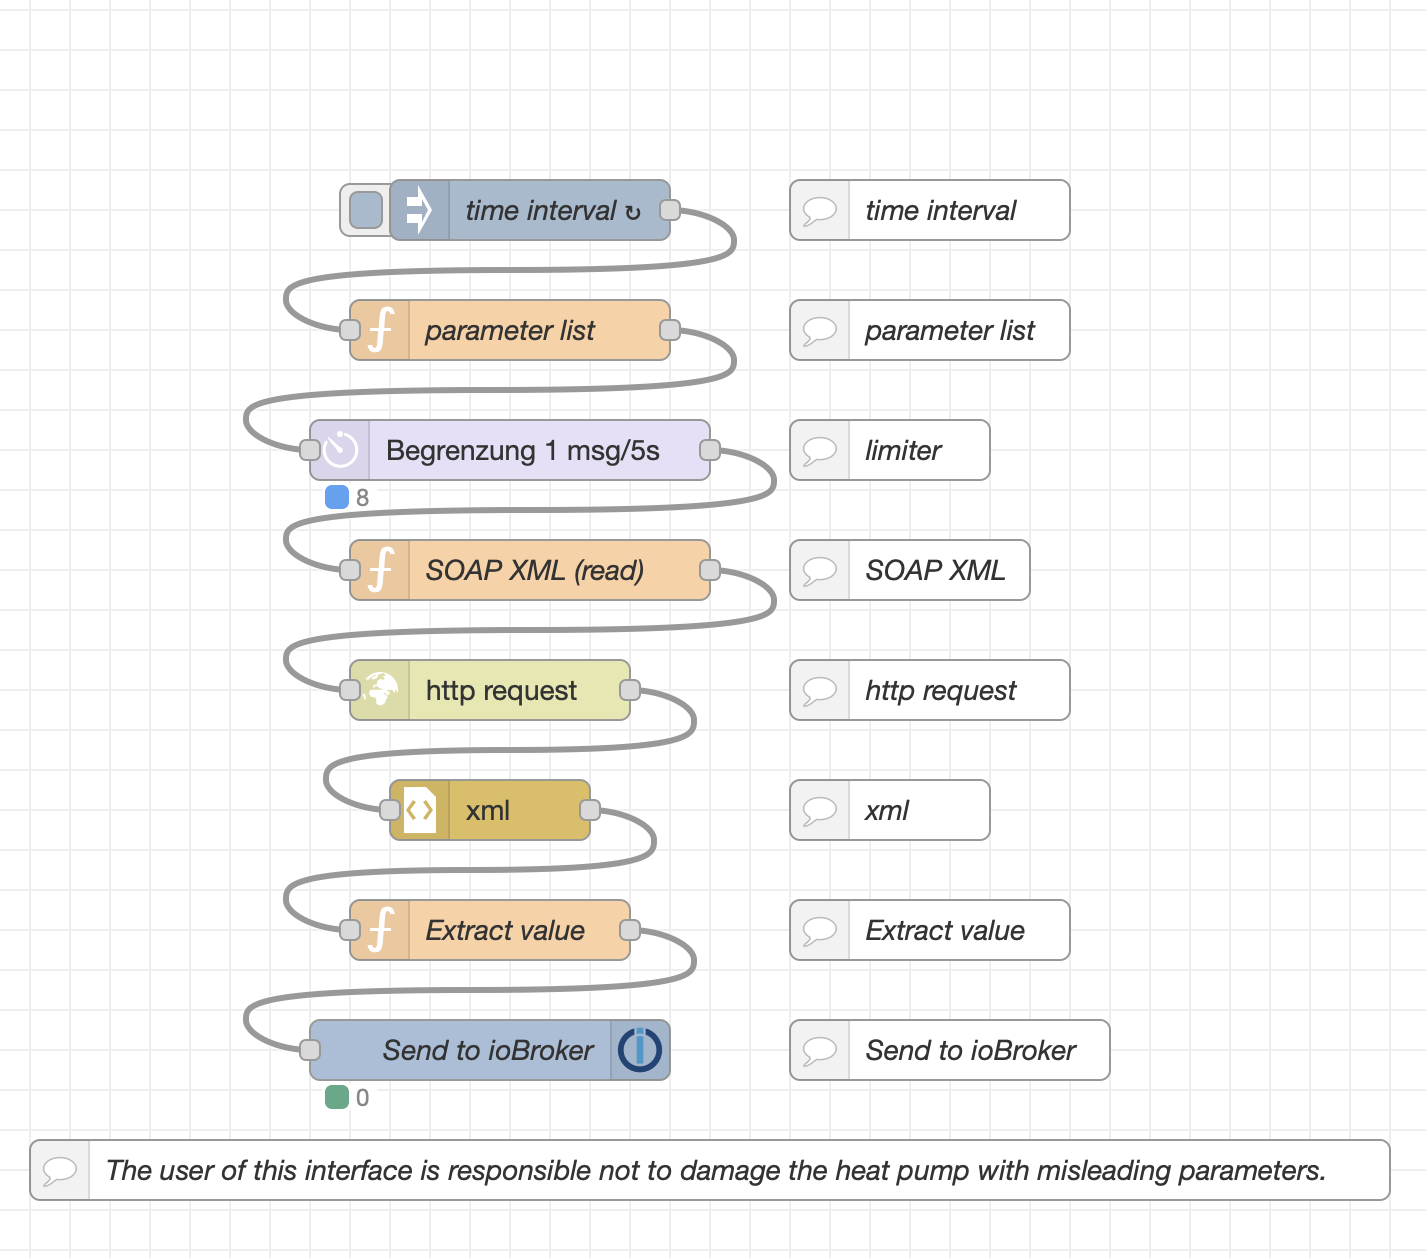 time interval ↻
time interval
parameter list
parameter list
Begrenzung 1 msg/5s
limiter
8
SOAP XML (read)
SOAP XML
http request
http request
xml
xml
Extract value
Extract value
Send to ioBroker
Send to ioBroker
0
The user of this interface is responsible not to damage the heat pump with misleading parameters.